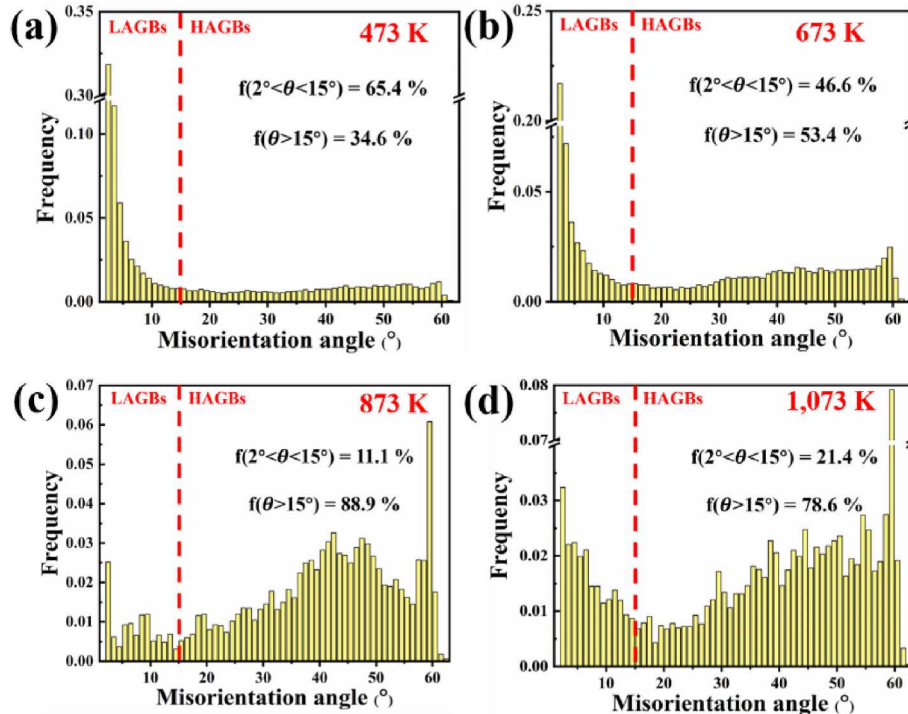 (a)
LAGBs HAGBs 473 K
f(2°<θ<15°) = 65.4 %
f(θ>15°) = 34.6 %
Frequency
0.35
0.30
0.10
0.05
0.00
10 20 30 40 50 60
Misorientation angle (°)
(b)
LAGBs HAGBs 673 K
f(2°<θ<15°) = 46.6 %
f(θ>15°) = 53.4 %
Frequency
0.25
0.20
0.05
0.00
10 20 30 40 50 60
Misorientation angle (°)
(c)
LAGBs HAGBs 873 K
f(2°<θ<15°) = 11.1 %
f(θ>15°) = 88.9 %
Frequency
0.07
0.06
0.05
0.04
0.03
0.02
0.01
0.00
10 20 30 40 50 60
Misorientation angle (°)
(d)
LAGBs HAGBs 1,073 K
f(2°<θ<15°) = 21.4 %
f(θ>15°) = 78.6 %
Frequency
0.08
0.07
0.03
0.02
0.01
0.00
10 20 30 40 50 60
Misorientation angle (°)